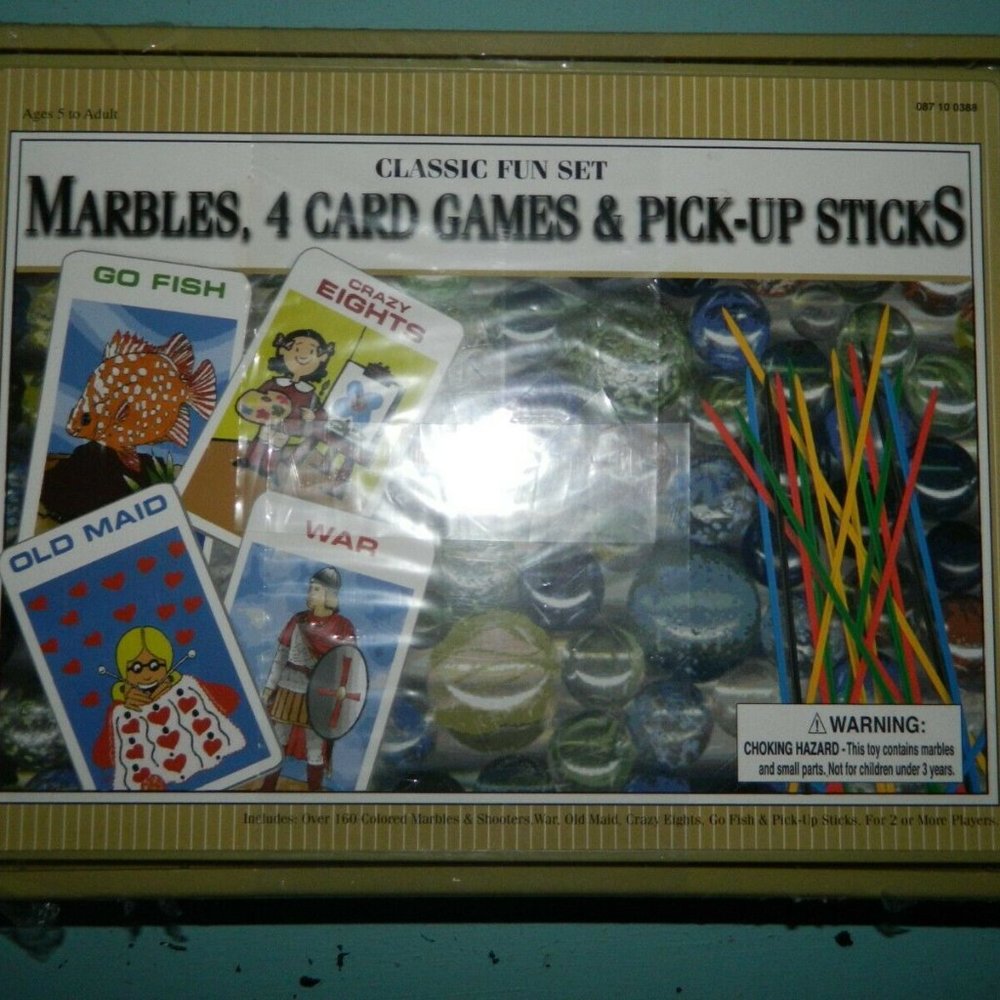 Ages 5 to Adult
087 10 0388
CLASSIC FUN SET
MARBLES, 4 CARD GAMES & PICK-UP STICKS
GO FISH
CRAZY
EIGHTS
OLD MAID
WAR
⚠ WARNING:
CHOKING HAZARD - This toy contains marbles
and small parts. Not for children under 3 years.
Includes: Over 160 Colored Marbles & Shooters, War, Old Maid, Crazy Eights, Go Fish & Pick-Up Sticks. For 2 or More Players.